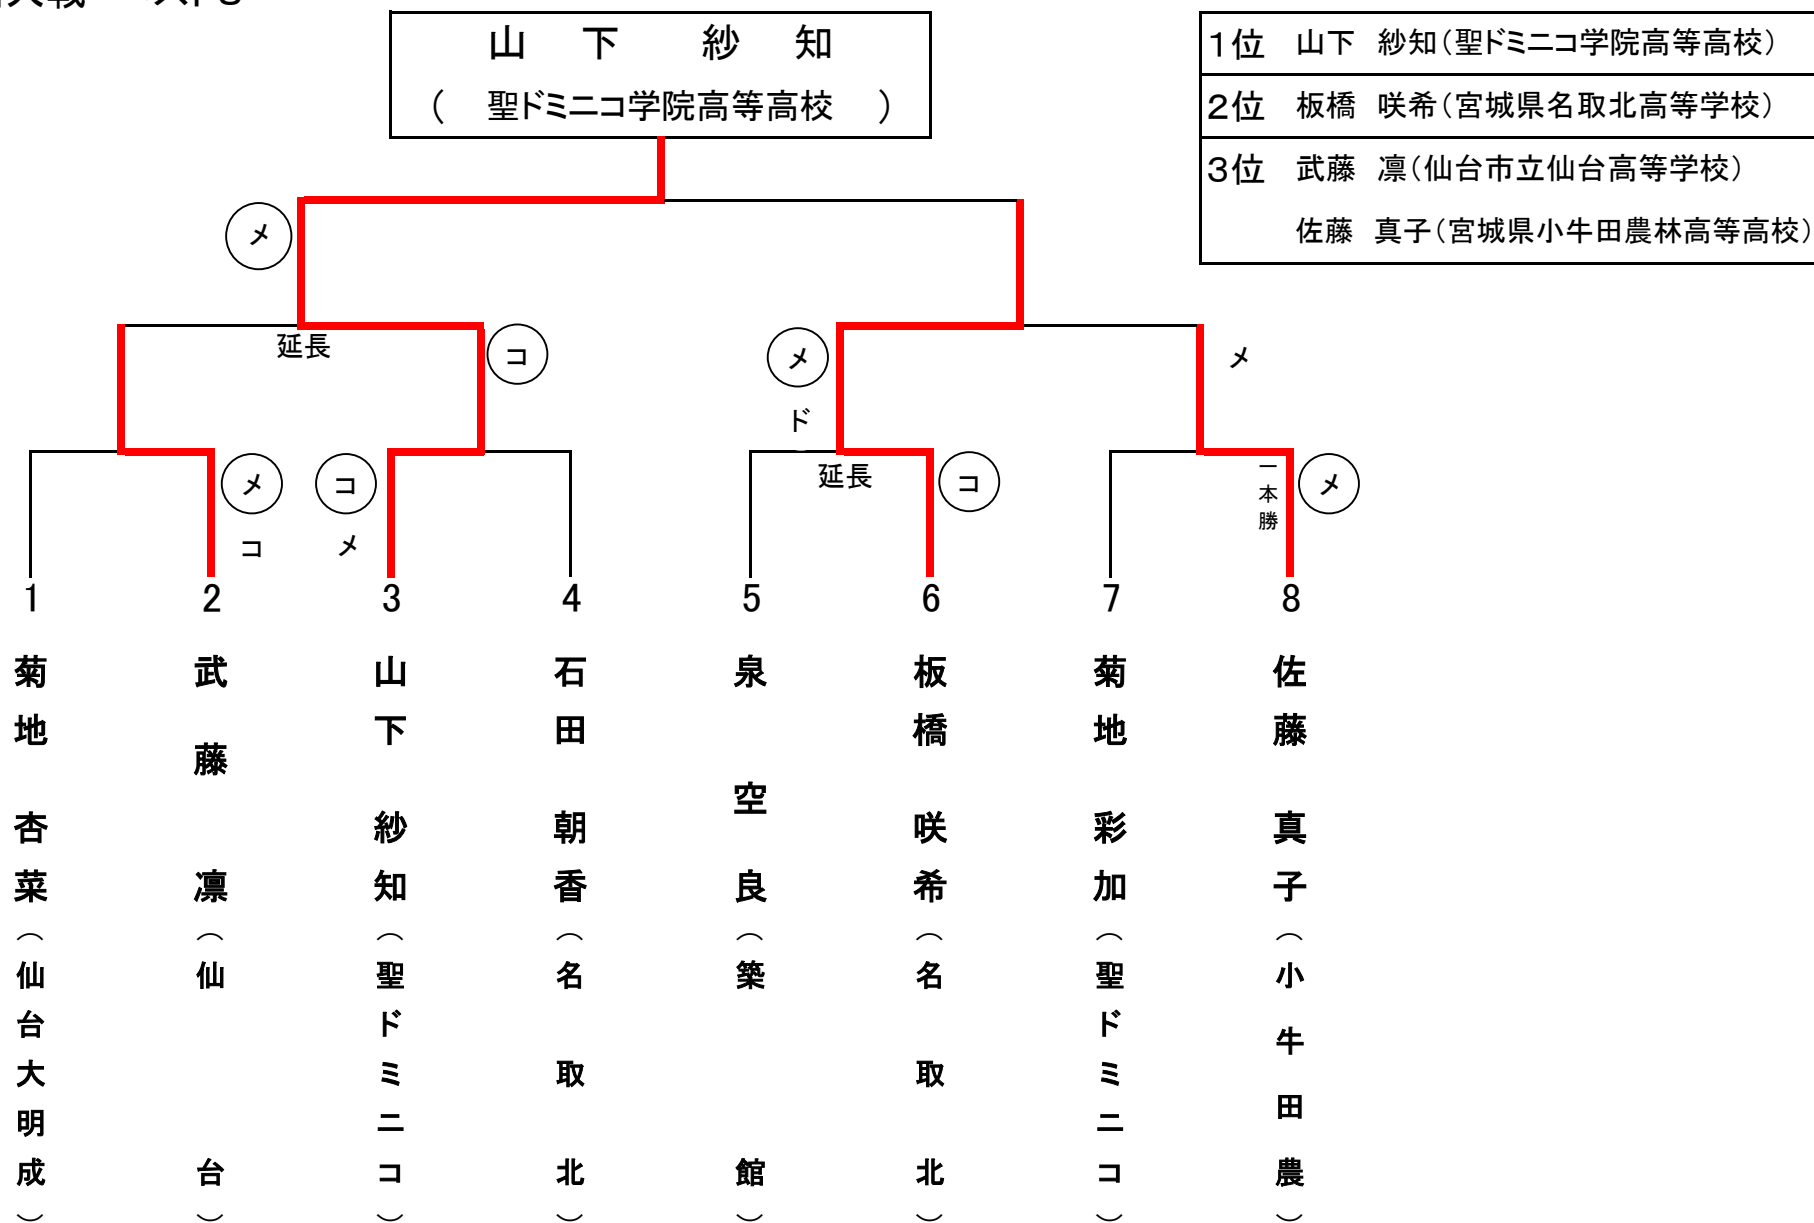 山下 紗知
( 聖ドミニコ学院高等高校 )
1位 山下 紗知(聖ドミニコ学院高等高校)
2位 板橋 咲希(宮城県名取北高等学校)
3位 武藤 凛(仙台市立仙台高等学校)
佐藤 真子(宮城県小牛田農林高等高校)
メ
延長
コ
メ
ド
メ
メ
コ
コ
メ
延長
コ
一本勝
メ
1
2
3
4
5
6
7
8
菊地 杏菜(仙台大明成)
武藤 凛(仙台)
山下 紗知(聖ドミニコ)
石田 朝香(名取北)
泉 空良(築館)
板橋 咲希(名取北)
菊地 彩加(聖ドミニコ)
佐藤 真子(小牛田農)